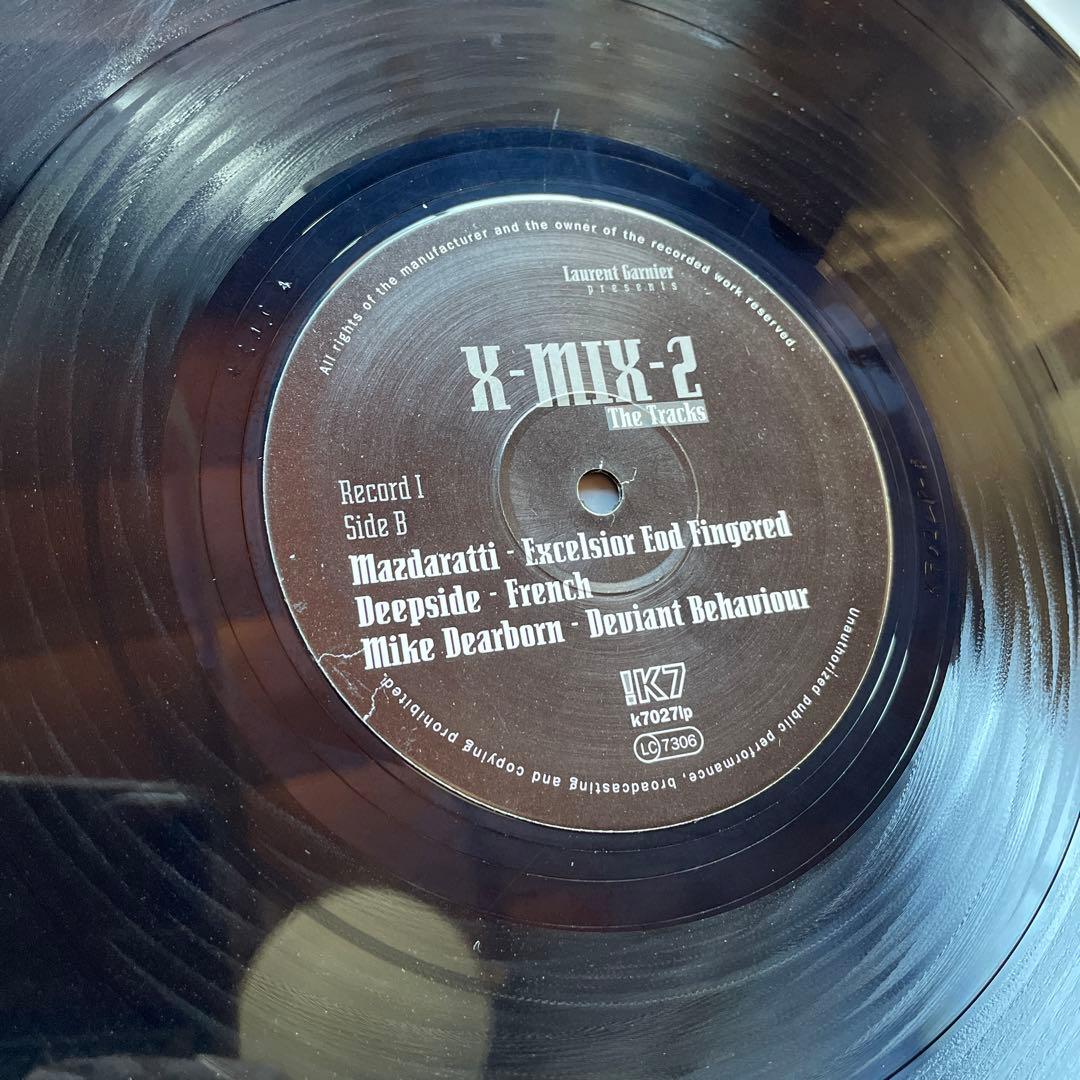 All rights of the manufacturer and the owner of the recorded work reserved.
Laurent Garnier
presents
X-MIX-2
The Tracks
Record I
Side B
Mazdaratti - Excelsior Eod Fingered
Deepside - French
Mike Dearborn - Deviant Behaviour
!K7
k7027lp
LC 7306
Unauthorized public performance, broadcasting and copying prohibited.